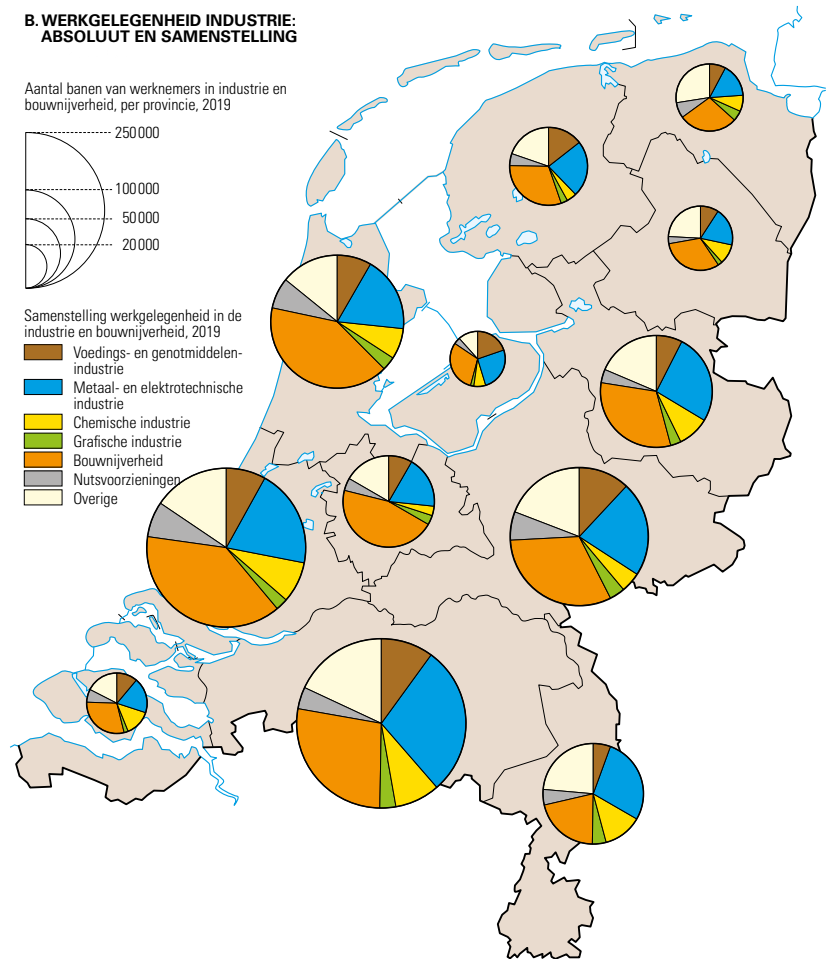 B. WERKGELEGENHEID INDUSTRIE:
ABSOLUUT EN SAMENSTELLING
Aantal banen van werknemers in industrie en
bouwnijverheid, per provincie, 2019
250 000
100 000
50 000
20 000
Samenstelling werkgelegenheid in de
industrie en bouwnijverheid, 2019
Voedings- en genotmiddelen-
industrie
Metaal- en elektrotechnische
industrie
Chemische industrie
Grafische industrie
Bouwnijverheid
Nutsvoorzieningen
Overige